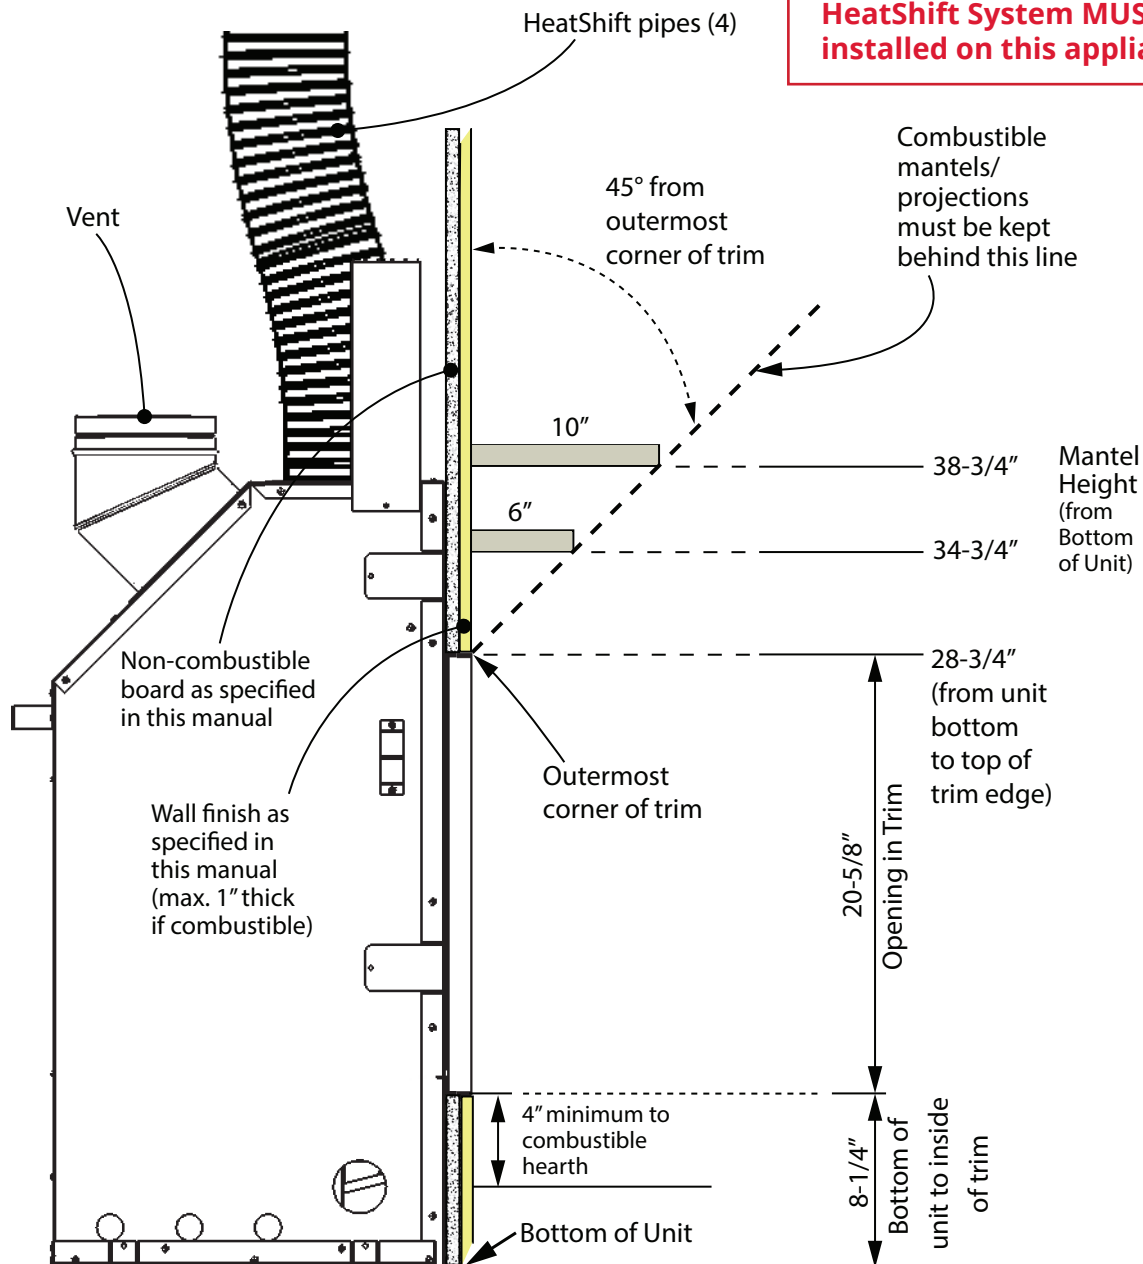 HeatShift pipes (4)
HeatShift System MUS
installed on this applia
Combustible
mantels/
projections
must be kept
behind this line
45° from
outermost
corner of trim
Vent
10"
38-3/4"
Mantel
Height
(from
Bottom
of Unit)
6"
34-3/4"
Non-combustible
board as specified
in this manual
28-3/4"
(from unit
bottom
to top of
trim edge)
Outermost
corner of trim
Wall finish as
specified in
this manual
(max. 1" thick
if combustible)
20-5/8"
Opening in Trim
4" minimum to
combustible
hearth
8-1/4"
Bottom of
unit to inside
of trim
Bottom of Unit